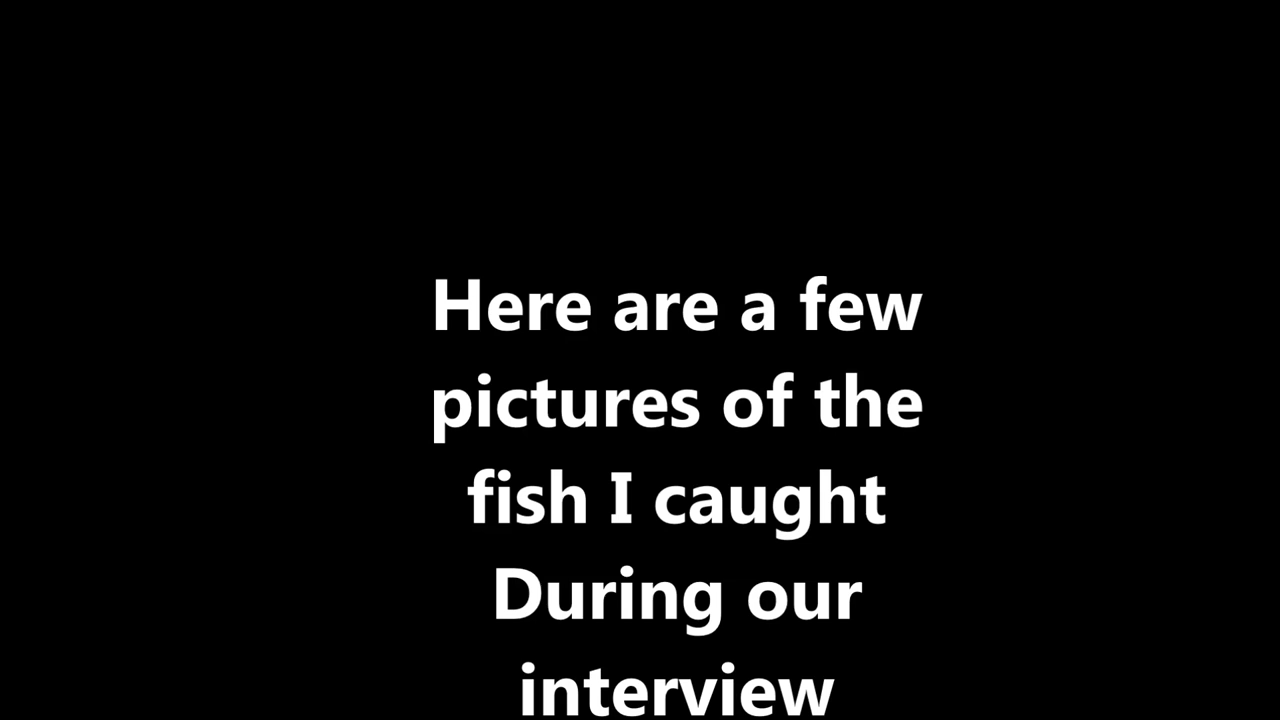 Here are a few
pictures of the
fish I caught
During our
interview